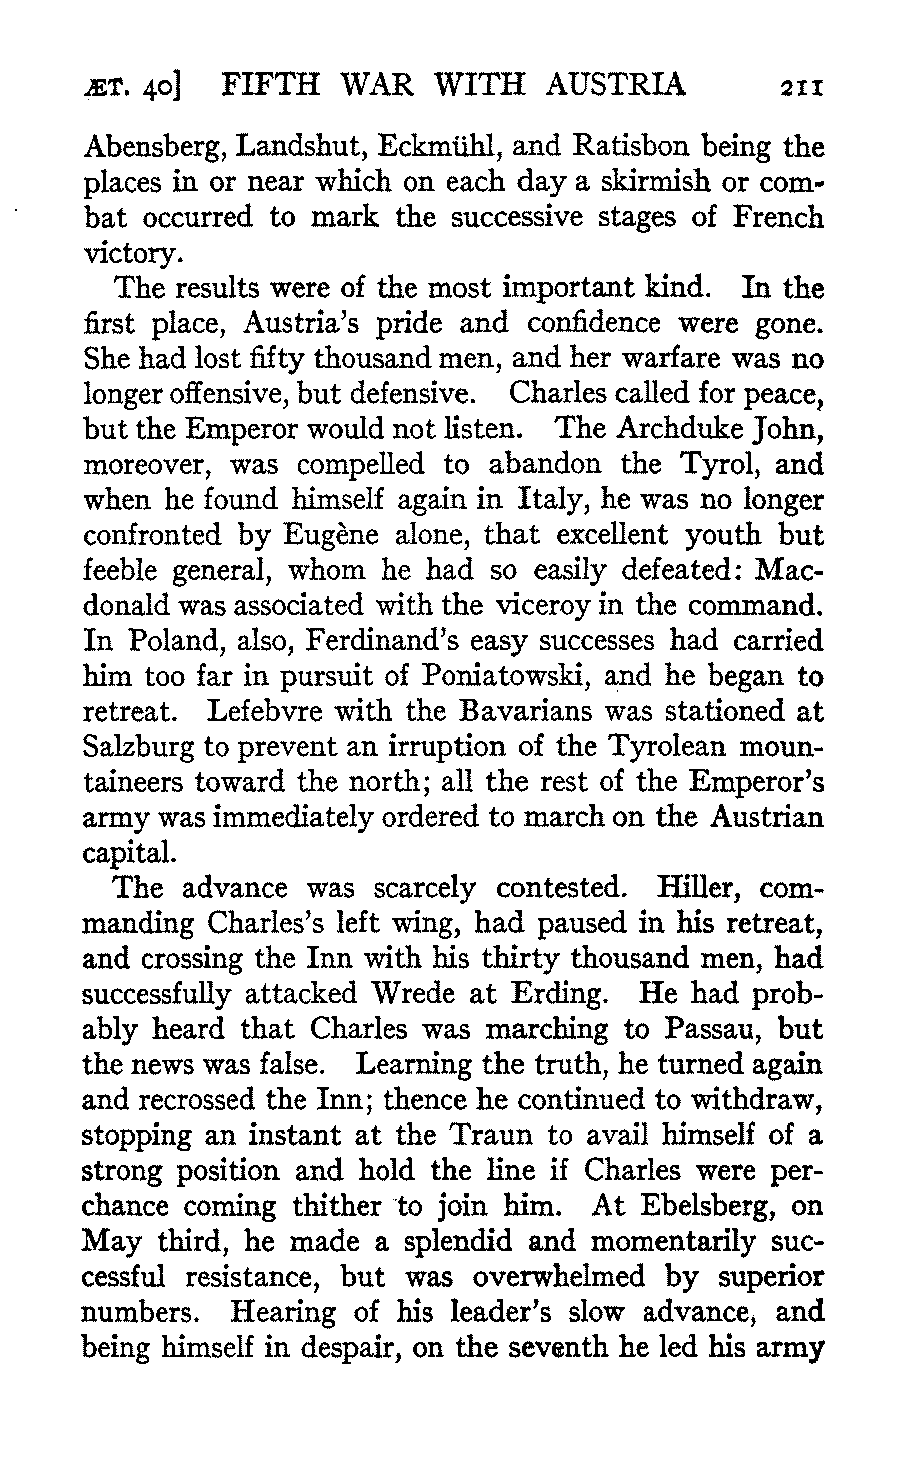 ÆT. 40] FIFTH WAR WITH AUSTRIA 211
Abensberg, Landshut, Eckmühl, and Ratisbon being the
places in or near which on each day a skirmish or com-
bat occurred to mark the successive stages of French
victory.
The results were of the most important kind. In the
first place, Austria's pride and confidence were gone.
She had lost fifty thousand men, and her warfare was no
longer offensive, but defensive. Charles called for peace,
but the Emperor would not listen. The Archduke John,
moreover, was compelled to abandon the Tyrol, and
when he found himself again in Italy, he was no longer
confronted by Eugène alone, that excellent youth but
feeble general, whom he had so easily defeated: Mac-
donald was associated with the viceroy in the command.
In Poland, also, Ferdinand's easy successes had carried
him too far in pursuit of Poniatowski, and he began to
retreat. Lefebvre with the Bavarians was stationed at
Salzburg to prevent an irruption of the Tyrolean moun-
taineers toward the north; all the rest of the Emperor's
army was immediately ordered to march on the Austrian
capital.
The advance was scarcely contested. Hiller, com-
manding Charles's left wing, had paused in his retreat,
and crossing the Inn with his thirty thousand men, had
successfully attacked Wrede at Erding. He had prob-
ably heard that Charles was marching to Passau, but
the news was false. Learning the truth, he turned again
and recrossed the Inn; thence he continued to withdraw,
stopping an instant at the Traun to avail himself of a
strong position and hold the line if Charles were per-
chance coming thither to join him. At Ebelsberg, on
May third, he made a splendid and momentarily suc-
cessful resistance, but was overwhelmed by superior
numbers. Hearing of his leader's slow advance, and
being himself in despair, on the seventh he led his army